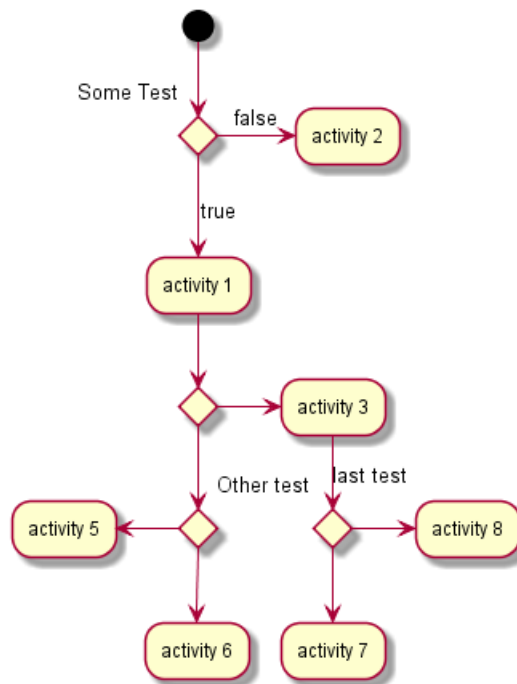 Some Test
false
activity 2
true
activity 1
activity 3
Other test
last test
activity 5
activity 8
activity 6
activity 7